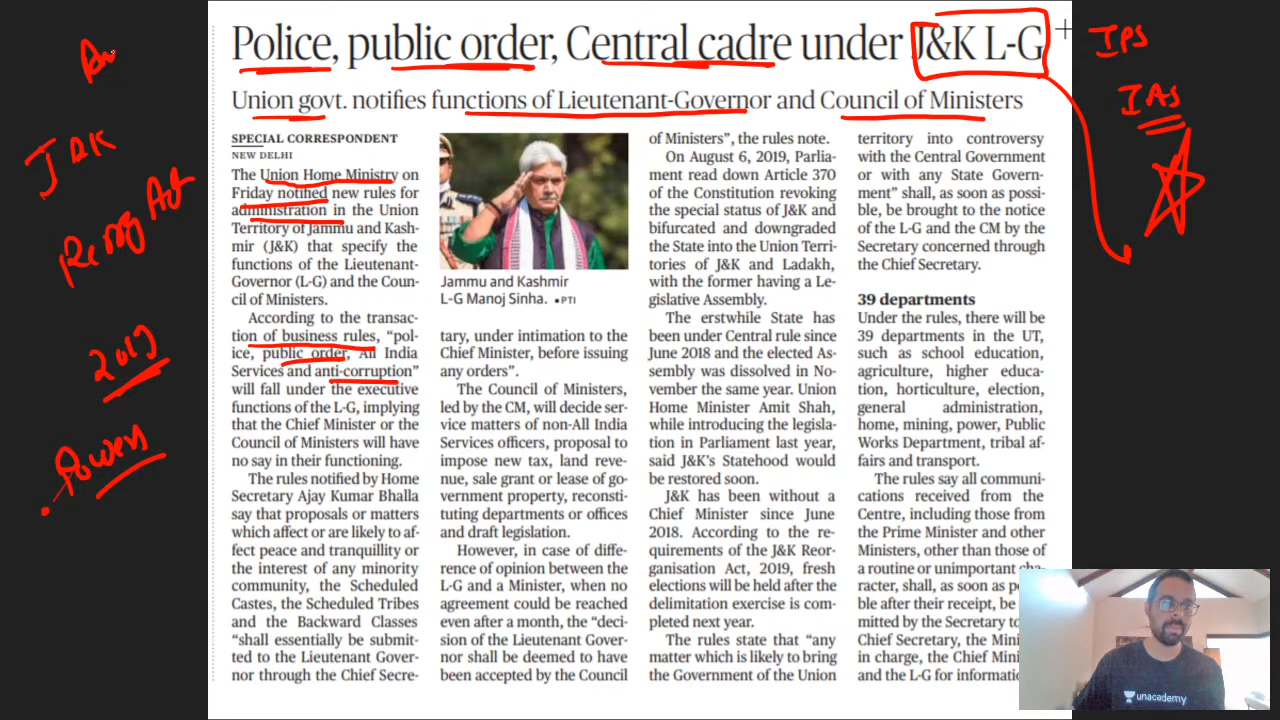 Police, public order, Central cadre under J&K L-G
Union govt. notifies functions of Lieutenant-Governor and Council of Ministers
SPECIAL CORRESPONDENT
NEW DELHI
The Union Home Ministry on
Friday notified new rules for
administration in the Union
Territory of Jammu and Kash-
mir (J&K) that specify the
functions of the Lieutenant-
Governor (L-G) and the Coun-
cil of Ministers.
According to the transac-
tion of business rules, “pol-
ice, public order, All India
Services and anti-corruption”
will fall under the executive
functions of the L-G, implying
that the Chief Minister or the
Council of Ministers will have
no say in their functioning.
The rules notified by Home
Secretary Ajay Kumar Bhalla
say that proposals or matters
which affect or are likely to af-
fect peace and tranquillity or
the interest of any minority
community, the Scheduled
Castes, the Scheduled Tribes
and the Backward Classes
“shall essentially be submit-
ted to the Lieutenant Gover-
nor through the Chief Secre-
Jammu and Kashmir
L-G Manoj Sinha. ▪PTI
tary, under intimation to the
Chief Minister, before issuing
any orders”.
The Council of Ministers,
led by the CM, will decide ser-
vice matters of non-All India
Services officers, proposal to
impose new tax, land reve-
nue, sale grant or lease of go-
vernment property, reconsti-
tuting departments or offices
and draft legislation.
However, in case of diffe-
rence of opinion between the
L-G and a Minister, when no
agreement could be reached
even after a month, the “deci-
sion of the Lieutenant Gover-
nor shall be deemed to have
been accepted by the Council
of Ministers”, the rules note.
On August 6, 2019, Parlia-
ment read down Article 370
of the Constitution revoking
the special status of J&K and
bifurcated and downgraded
the State into the Union Terri-
tories of J&K and Ladakh,
with the former having a Le-
gislative Assembly.
The erstwhile State has
been under Central rule since
June 2018 and the elected As-
sembly was dissolved in No-
vember the same year. Union
Home Minister Amit Shah,
while introducing the legisla-
tion in Parliament last year,
said J&K’s Statehood would
be restored soon.
J&K has been without a
Chief Minister since June
2018. According to the re-
quirements of the J&K Reor-
ganisation Act, 2019, fresh
elections will be held after the
delimitation exercise is com-
pleted next year.
The rules state that “any
matter which is likely to bring
the Government of the Union
territory into controversy
with the Central Government
or with any State Govern-
ment” shall, as soon as possi-
ble, be brought to the notice
of the L-G and the CM by the
Secretary concerned through
the Chief Secretary.
39 departments
Under the rules, there will be
39 departments in the UT,
such as school education,
agriculture, higher educa-
tion, horticulture, election,
general administration,
home, mining, power, Public
Works Department, tribal af-
fairs and transport.
The rules say all communi-
cations received from the
Centre, including those from
the Prime Minister and other
Ministers, other than those of
a routine or unimportant cha-
racter, shall, as soon as
ble after their receipt, be
mitted by the Secretary to
Chief Secretary, the
in charge, the Chief
and the L-G for
J&K
Reorg Act
2019
Powers
IPS
IAS
unacademy